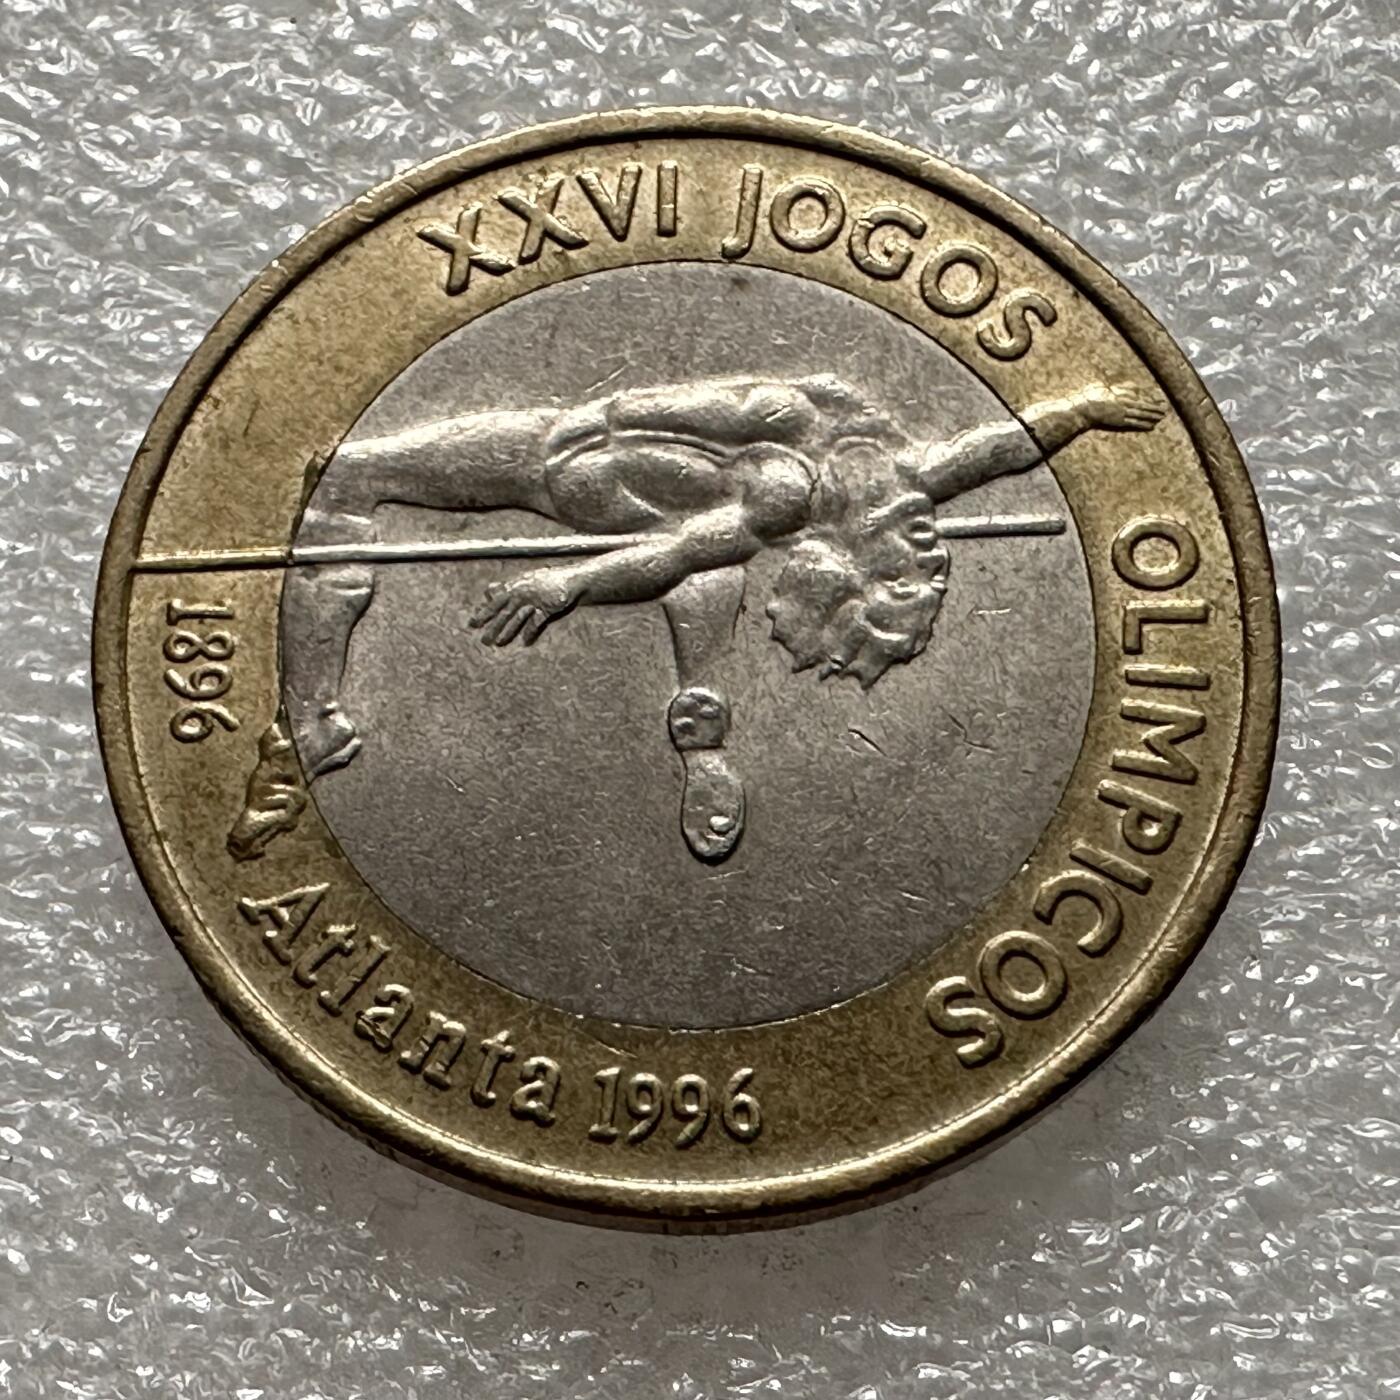 XXVI JOGOS OLIMPICOS
1896 Atlanta 1996